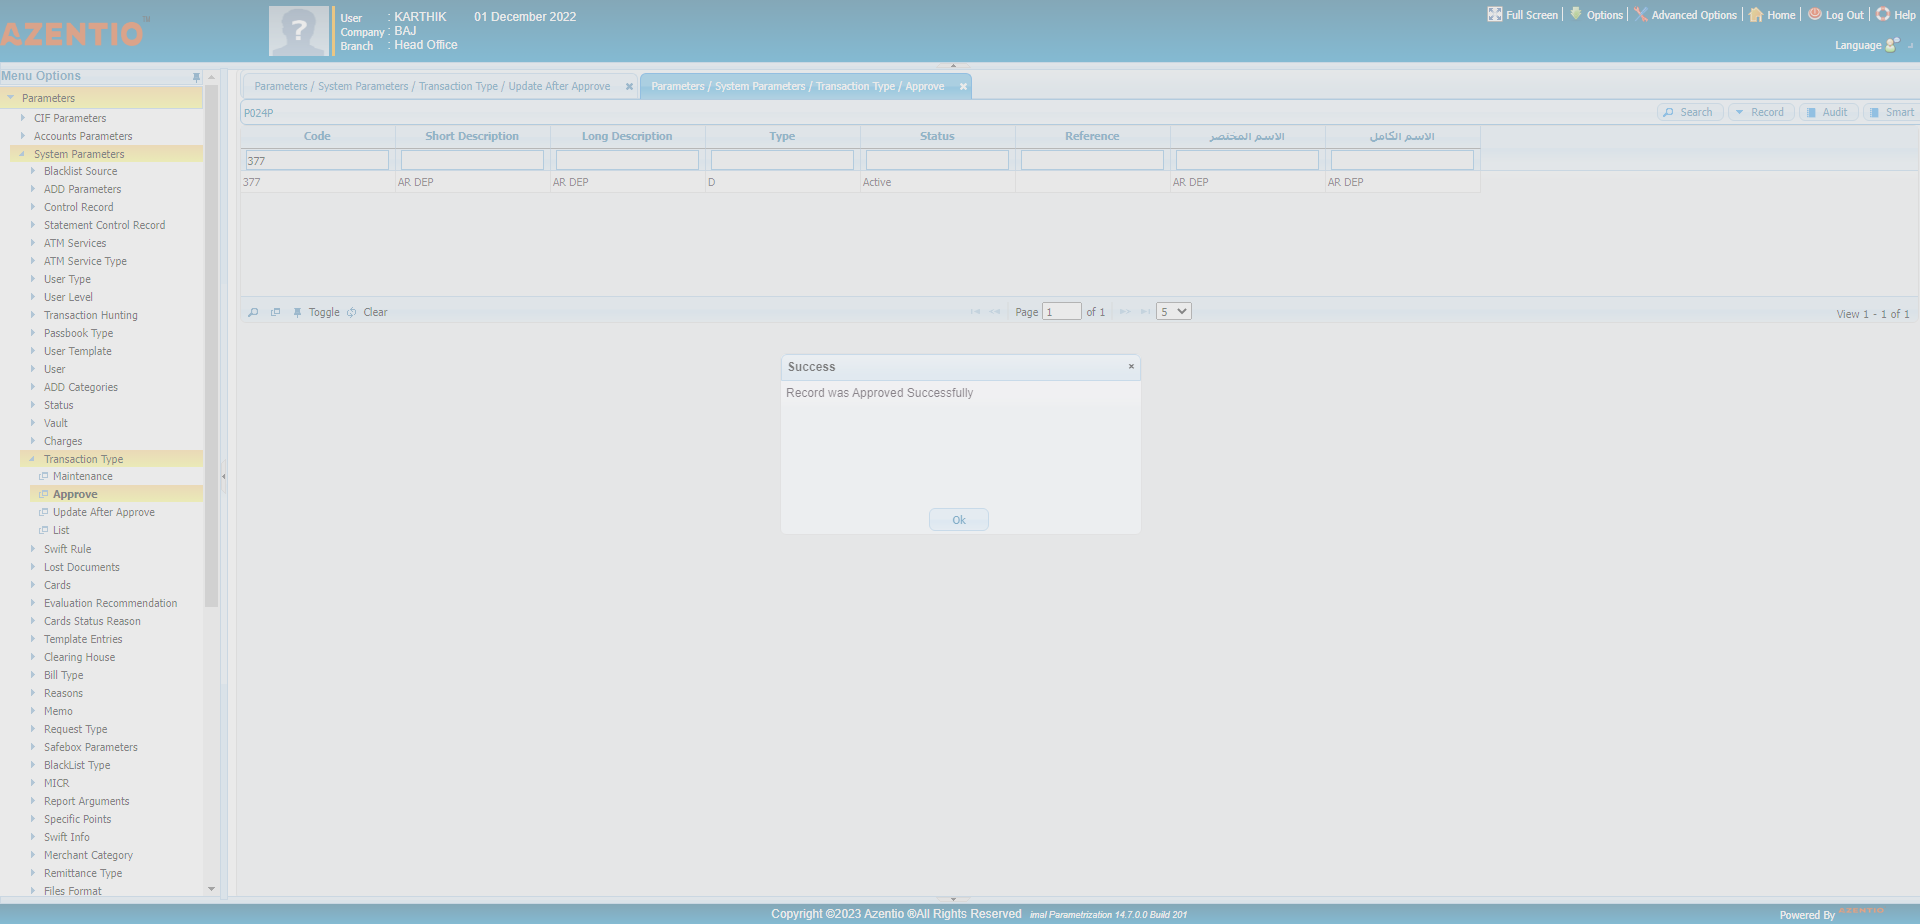 AZENTIO™
User : KARTHIK 01 December 2022
Company : BAJ
Branch : Head Office
Full Screen Options Advanced Options Home Log Out Help
Language
Menu Options
Parameters
CIF Parameters
Accounts Parameters
System Parameters
Blacklist Source
ADD Parameters
Control Record
Statement Control Record
ATM Services
ATM Service Type
User Type
User Level
Transaction Hunting
Passbook Type
User Template
User
ADD Categories
Status
Vault
Charges
Transaction Type
Maintenance
Approve
Update After Approve
List
Swift Rule
Lost Documents
Cards
Evaluation Recommendation
Cards Status Reason
Template Entries
Clearing House
Bill Type
Reasons
Memo
Request Type
Safebox Parameters
BlackList Type
MICR
Report Arguments
Specific Points
Swift Info
Merchant Category
Remittance Type
Files Format
Parameters / System Parameters / Transaction Type / Update After Approve
Parameters / System Parameters / Transaction Type / Approve
P024P
Search Record Audit Smart
Code Short Description Long Description Type Status Reference الاسم المختصر الاسم الكامل
377
377 AR DEP AR DEP D Active AR DEP AR DEP
Toggle Clear
Page 1 of 1 5
View 1 - 1 of 1
Success
Record was Approved Successfully
Ok
Copyright ©2023 Azentio ®All Rights Reserved imal Parametrization 14.7.0.0 Build 201
Powered By AZENTIO